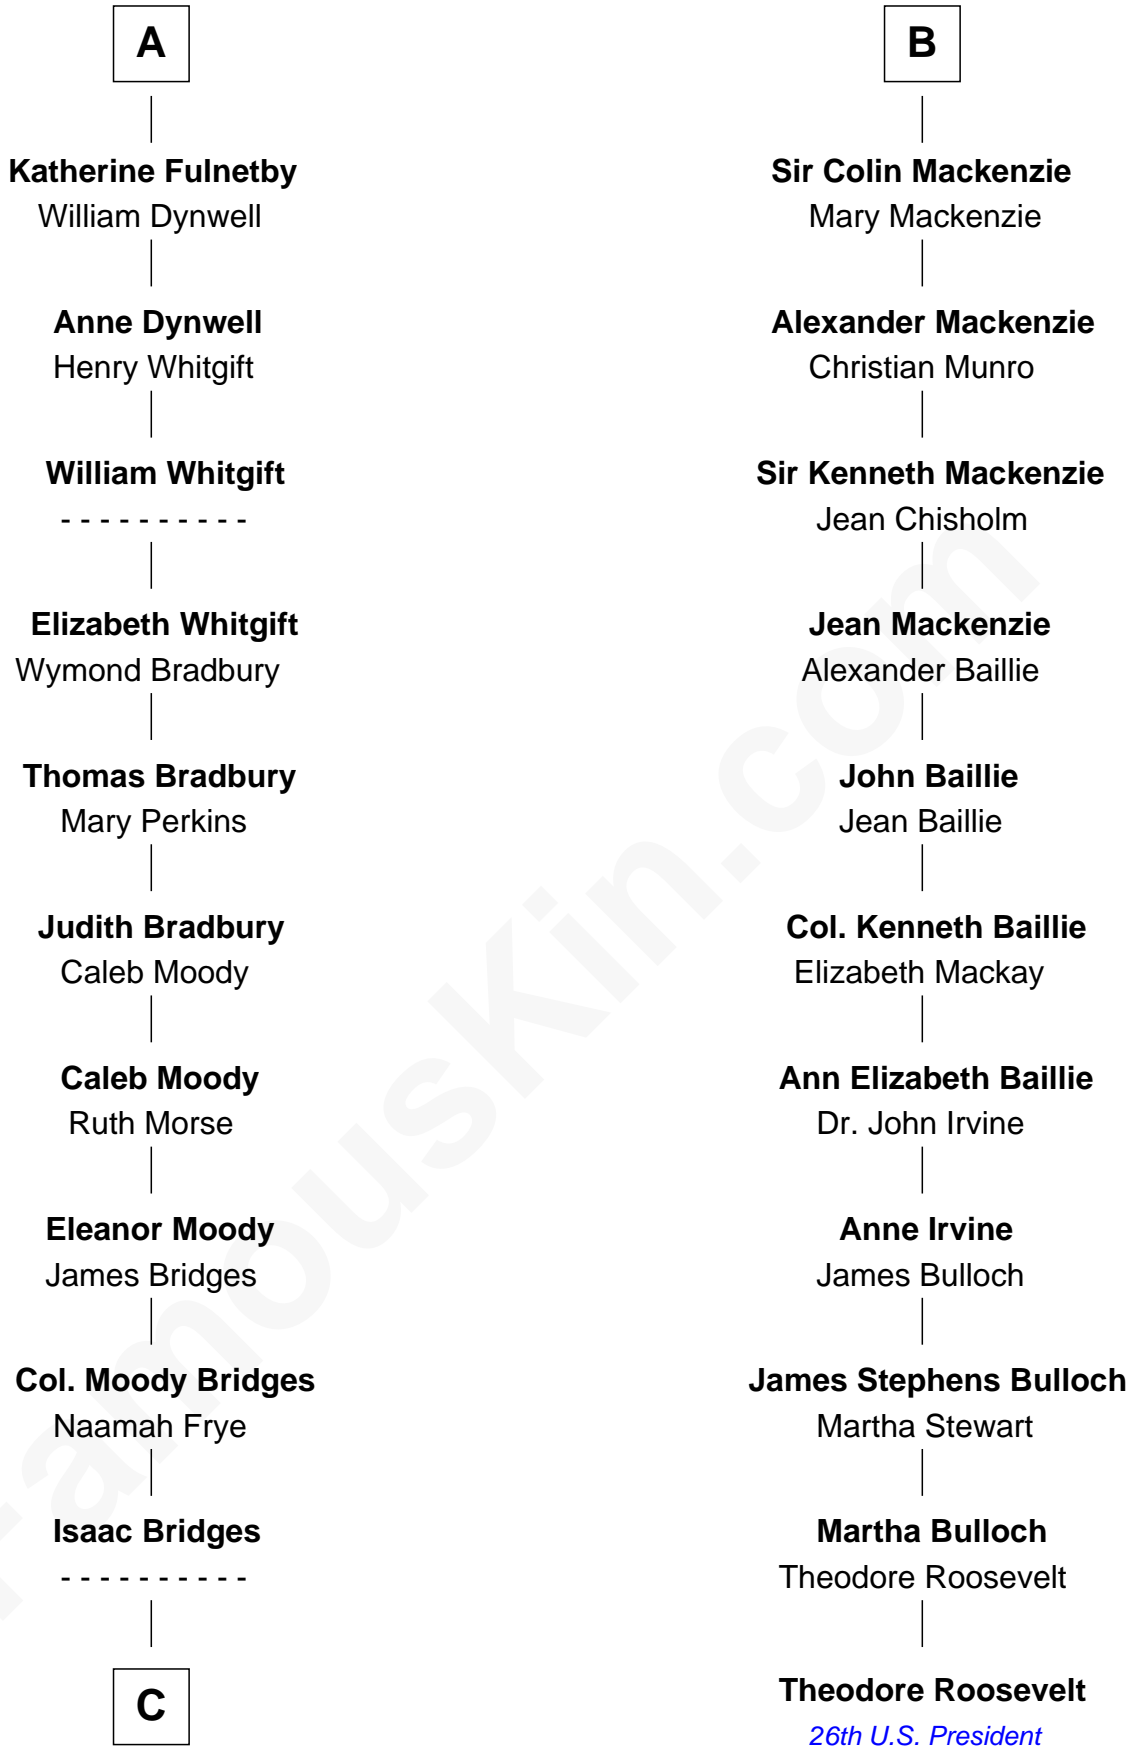 A
Katherine Fulnetby
William Dynwell
Anne Dynwell
Henry Whitgift
William Whitgift
- - - - - - - - - -
Elizabeth Whitgift
Wymond Bradbury
Thomas Bradbury
Mary Perkins
Judith Bradbury
Caleb Moody
Caleb Moody
Ruth Morse
Eleanor Moody
James Bridges
Col. Moody Bridges
Naamah Frye
Isaac Bridges
- - - - - - - - - -
C
B
Sir Colin Mackenzie
Mary Mackenzie
Alexander Mackenzie
Christian Munro
Sir Kenneth Mackenzie
Jean Chisholm
Jean Mackenzie
Alexander Baillie
John Baillie
Jean Baillie
Col. Kenneth Baillie
Elizabeth Mackay
Ann Elizabeth Baillie
Dr. John Irvine
Anne Irvine
James Bulloch
James Stephens Bulloch
Martha Stewart
Martha Bulloch
Theodore Roosevelt
Theodore Roosevelt
26th U.S. President
FamousKin.com